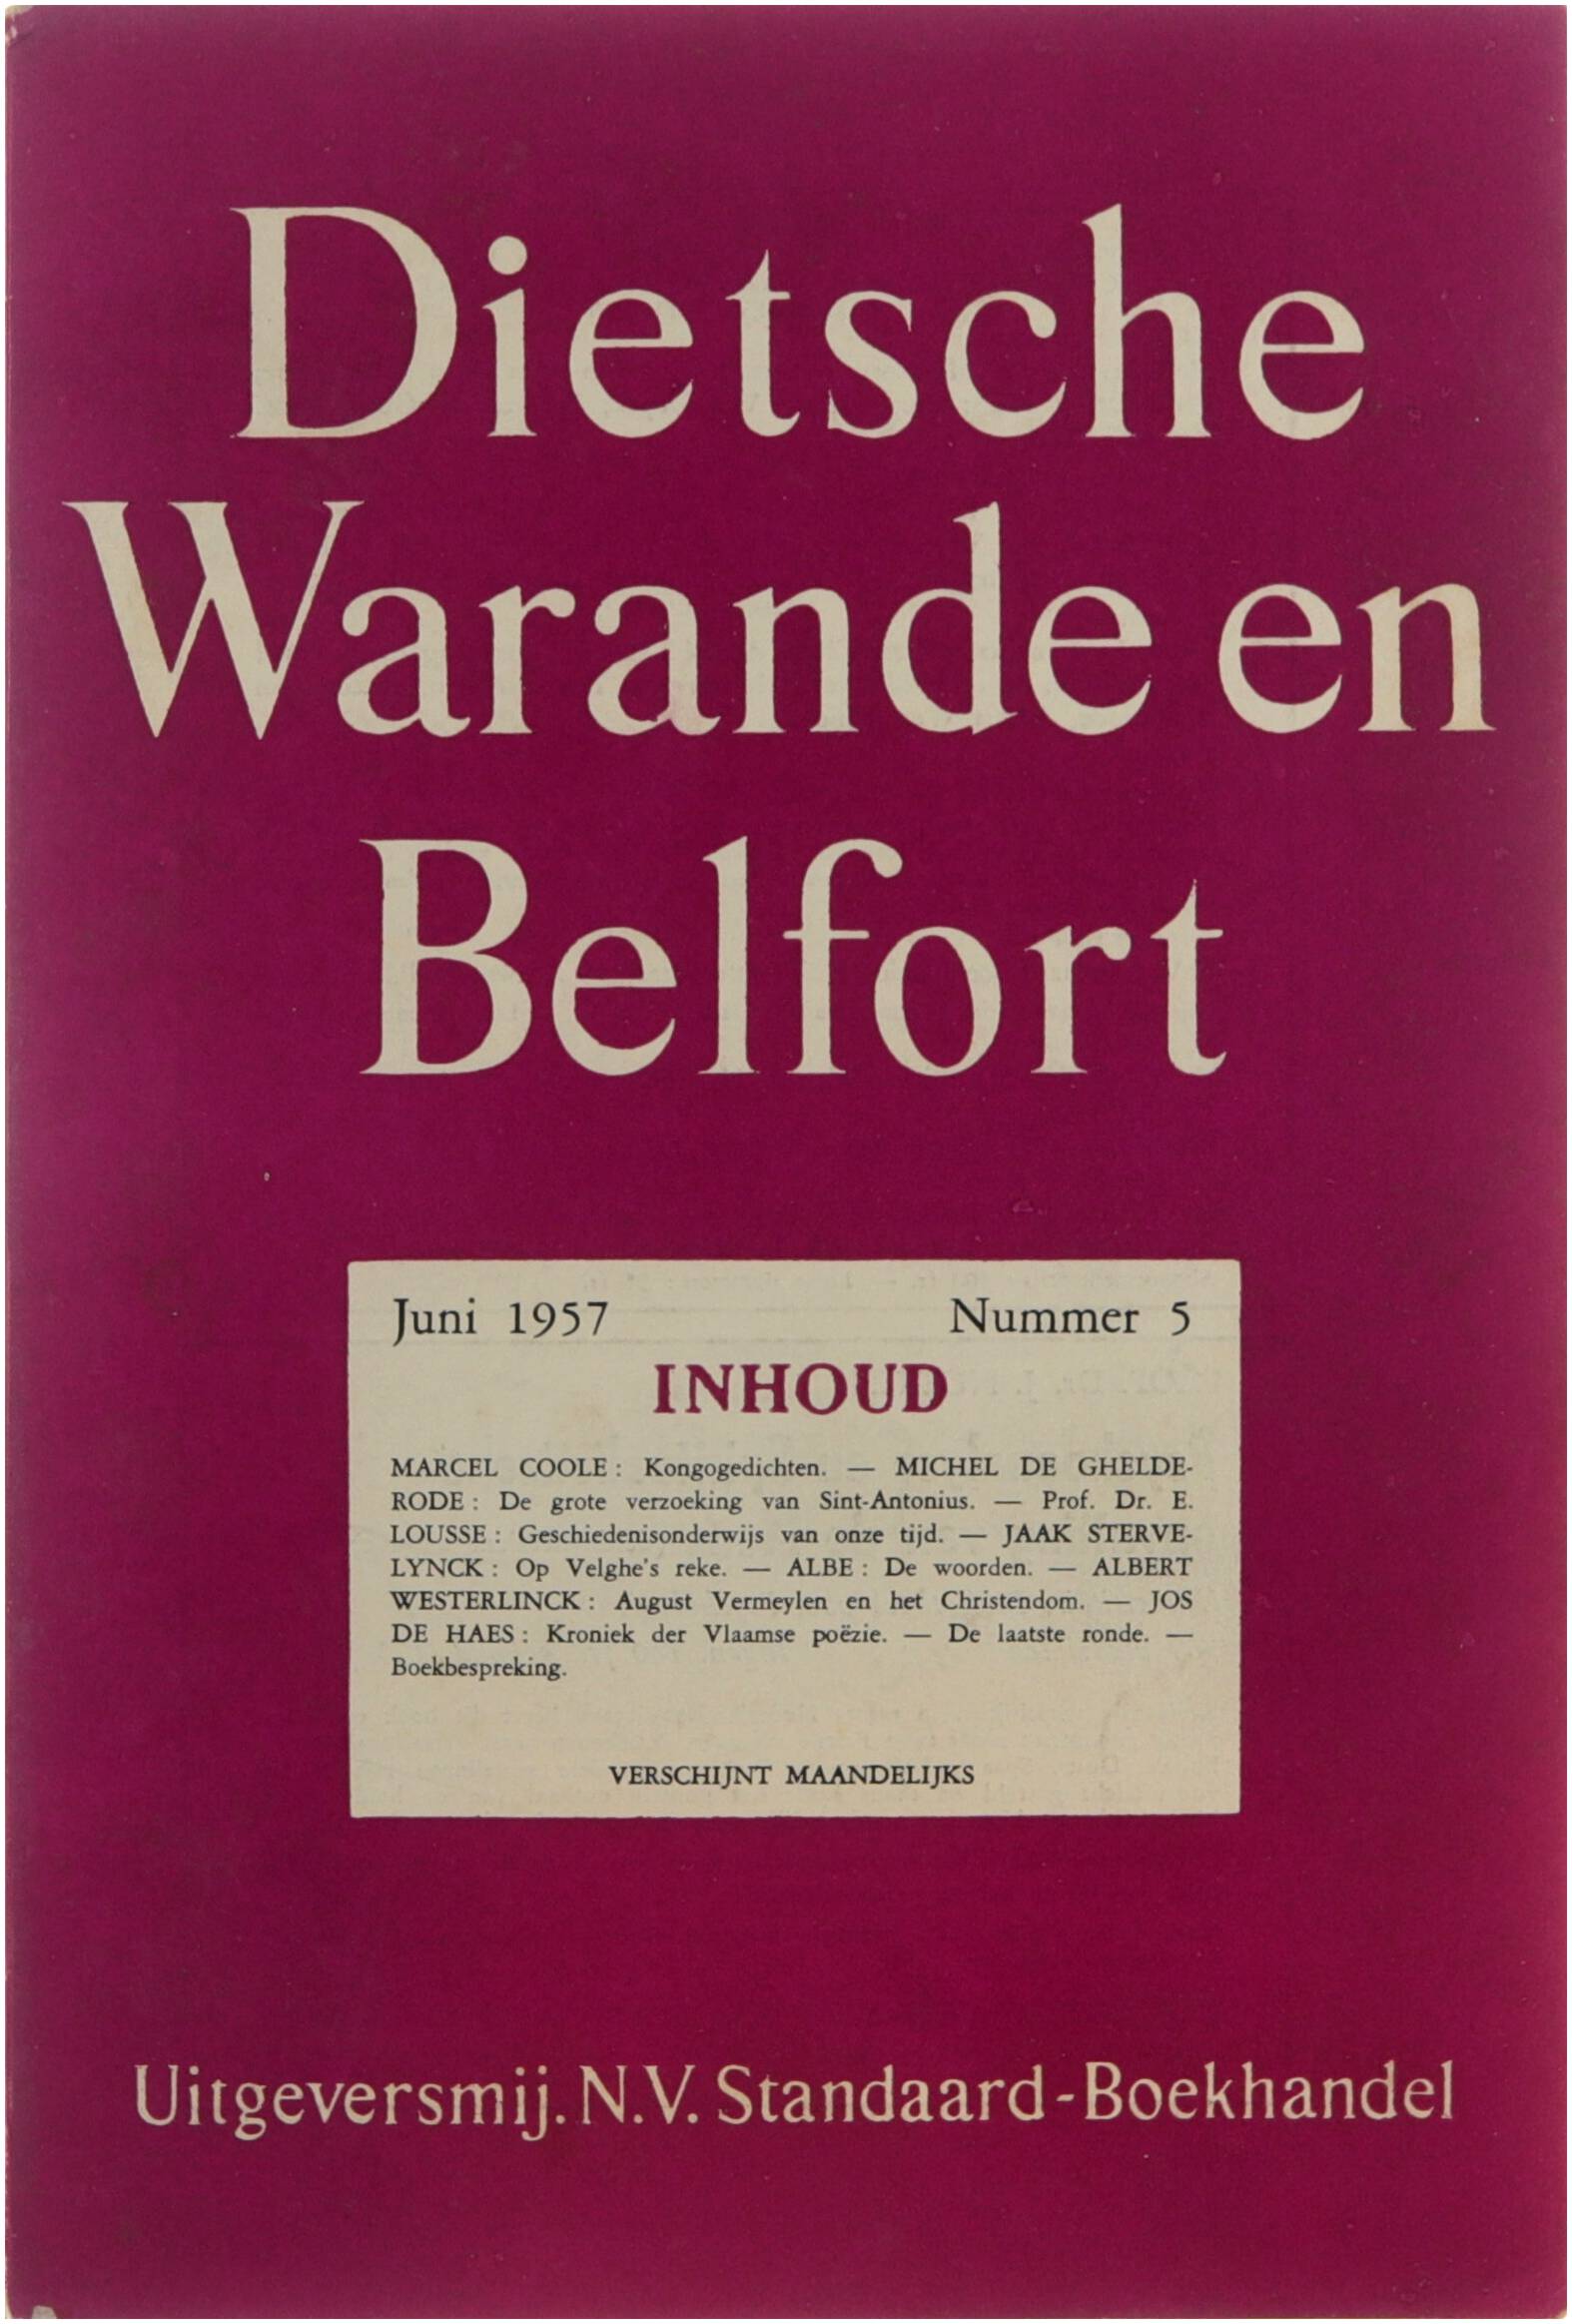 Dietsche
Warande en
Belfort
Juni 1957 Nummer 5
INHOUD
MARCEL COOLE : Kongogedichten. — MICHEL DE GHELDE-
RODE : De grote verzoeking van Sint-Antonius. — Prof. Dr. E.
LOUSSE : Geschiedenisonderwijs van onze tijd. — JAAK STERVE-
LYNCK : Op Velghe's reke. — ALBE : De woorden. — ALBERT
WESTERLINCK : August Vermeylen en het Christendom. — JOS
DE HAES : Kroniek der Vlaamse poëzie. — De laatste ronde. —
Boekbespreking.
VERSCHIJNT MAANDELIJKS
Uitgeversmij. N.V. Standaard-Boekhandel